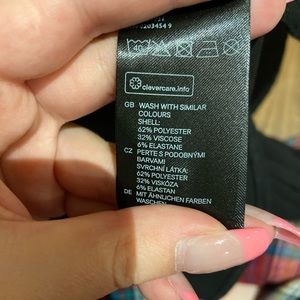 40
clevercare.info
GB WASH WITH SIMILAR
COLOURS
SHELL:
62% POLYESTER
32% VISCOSE
6% ELASTANE
CZ PERTE S PODOBNÝMI
BARVAMI
SVRCHNÍ LÁTKA:
62% POLYESTER
32% VISKÓZA
6% ELASTAN
DE MIT ÄHNLICHEN FARBEN
WASCHEN